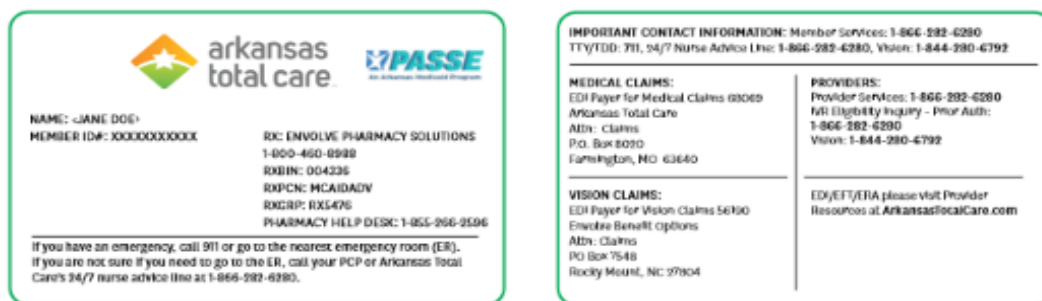 arkansas
total care
PASSE
An Arkansas Medicaid Program
NAME: <JANE DOE>
MEMBER ID#: XXXXXXXXXXXX
RX: ENVOLVE PHARMACY SOLUTIONS
1-800-460-8988
RXBIN: 004336
RXPCN: MCAIDADV
RXGRP: RX5476
PHARMACY HELP DESK: 1-855-266-2596
If you have an emergency, call 911 or go to the nearest emergency room (ER).
If you are not sure if you need to go to the ER, call your PCP or Arkansas Total
Care's 24/7 nurse advice line at 1-866-282-6280.
IMPORTANT CONTACT INFORMATION: Member Services: 1-866-282-6280
TTY/TDD: 711, 24/7 Nurse Advice Line: 1-866-282-6280, Vision: 1-844-280-6792
MEDICAL CLAIMS:
EDI Payer for Medical Claims 68069
Arkansas Total Care
Attn: Claims
P.O. Box 8020
Farmington, MO 63640
PROVIDERS:
Provider Services: 1-866-282-6280
IVR Eligibility Inquiry - Prior Auth:
1-866-282-6280
Vision: 1-844-280-6792
VISION CLAIMS:
EDI Payer for Vision Claims 56190
Envolve Benefit Options
Attn: Claims
PO Box 7548
Rocky Mount, NC 27804
EDI/EFT/ERA please visit Provider
Resources at ArkansasTotalCare.com